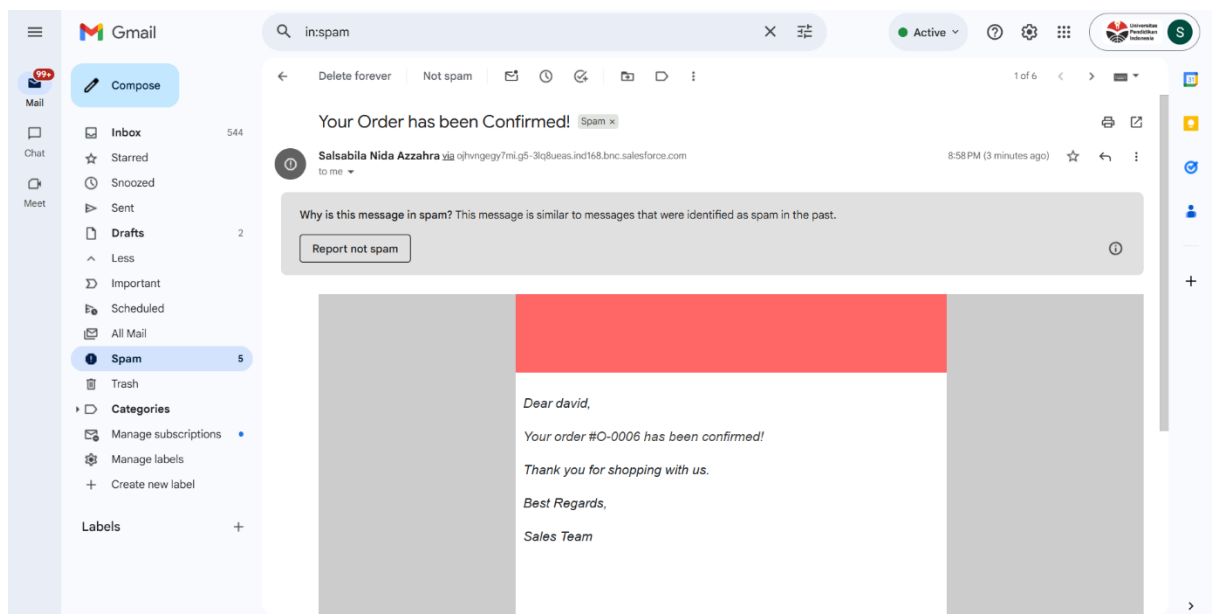 Gmail
in:spam
Active
Universitas
Pendidikan
Indonesia
S
99+
Mail
Chat
Meet
Compose
Inbox 544
Starred
Snoozed
Sent
Drafts 2
Less
Important
Scheduled
All Mail
Spam 5
Trash
Categories
Manage subscriptions
Manage labels
Create new label
Labels
Delete forever Not spam 1 of 6
31
Your Order has been Confirmed! Spam ×
Salsabila Nida Azzahra via ojhvngegy7mi.g5-3lq8ueas.ind168.bnc.salesforce.com 8:58 PM (3 minutes ago)
to me
Why is this message in spam? This message is similar to messages that were identified as spam in the past.
Report not spam
Dear david,
Your order #O-0006 has been confirmed!
Thank you for shopping with us.
Best Regards,
Sales Team